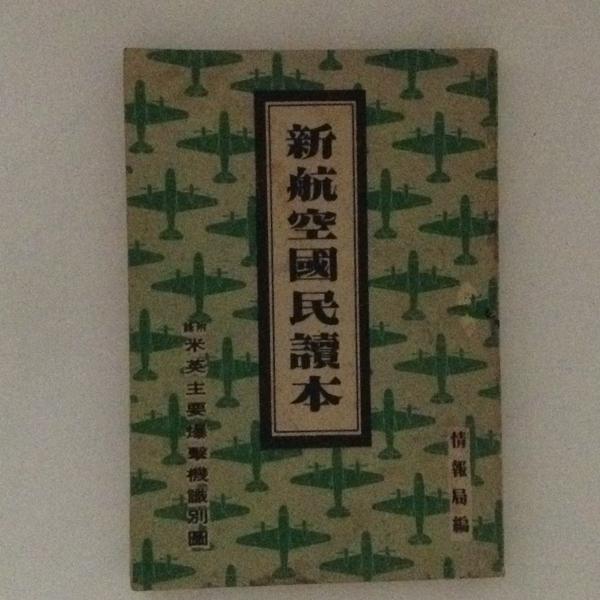 新航空國民讀本
情報局編
附錄
米英主要爆擊機識別圖